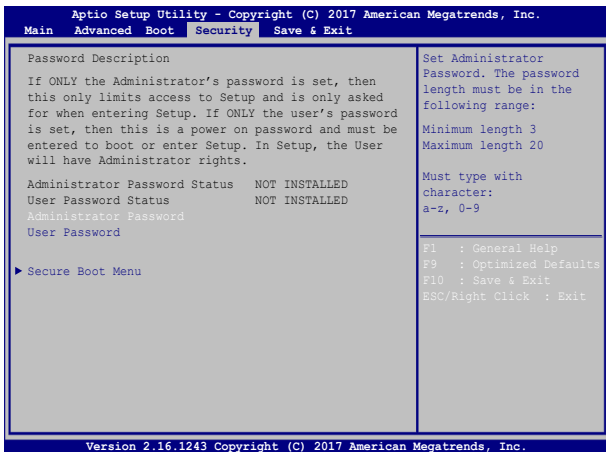 Aptio Setup Utility - Copyright (C) 2017 American Megatrends, Inc.
Main Advanced Boot Security Save & Exit
Password Description
If ONLY the Administrator's password is set, then
this only limits access to Setup and is only asked
for when entering Setup. If ONLY the user's password
is set, then this is a power on password and must be
entered to boot or enter Setup. In Setup, the User
will have Administrator rights.
Administrator Password Status NOT INSTALLED
User Password Status NOT INSTALLED
Administrator Password
User Password
Secure Boot Menu
Set Administrator
Password. The password
length must be in the
following range:
Minimum length 3
Maximum length 20
Must type with
character:
a-z, 0-9
F1 : General Help
F9 : Optimized Defaults
F10 : Save & Exit
ESC/Right Click : Exit
Version 2.16.1243 Copyright (C) 2017 American Megatrends, Inc.